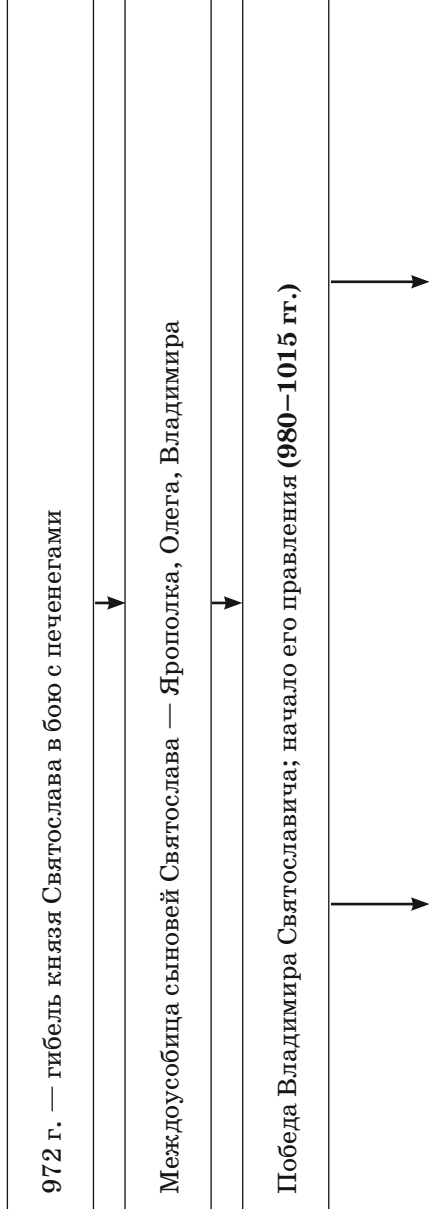 972 г. — гибель князя Святослава в бою с печенегами
Междоусобица сыновей Святослава — Ярополка, Олега, Владимира
Победа Владимира Святославича; начало его правления (980–1015 гг.)